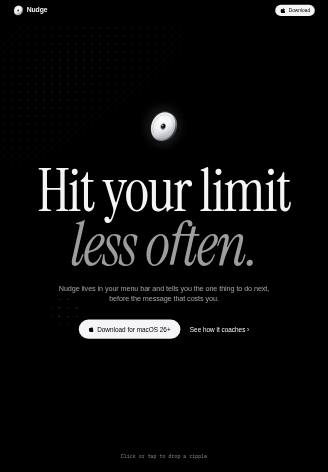 Nudge
Download
Hit your limit
less often.
Nudge lives in your menu bar and tells you the one thing to do next,
before the message that costs you.
Download for macOS 26+
See how it coaches ›
Click or tap to drop a ripple